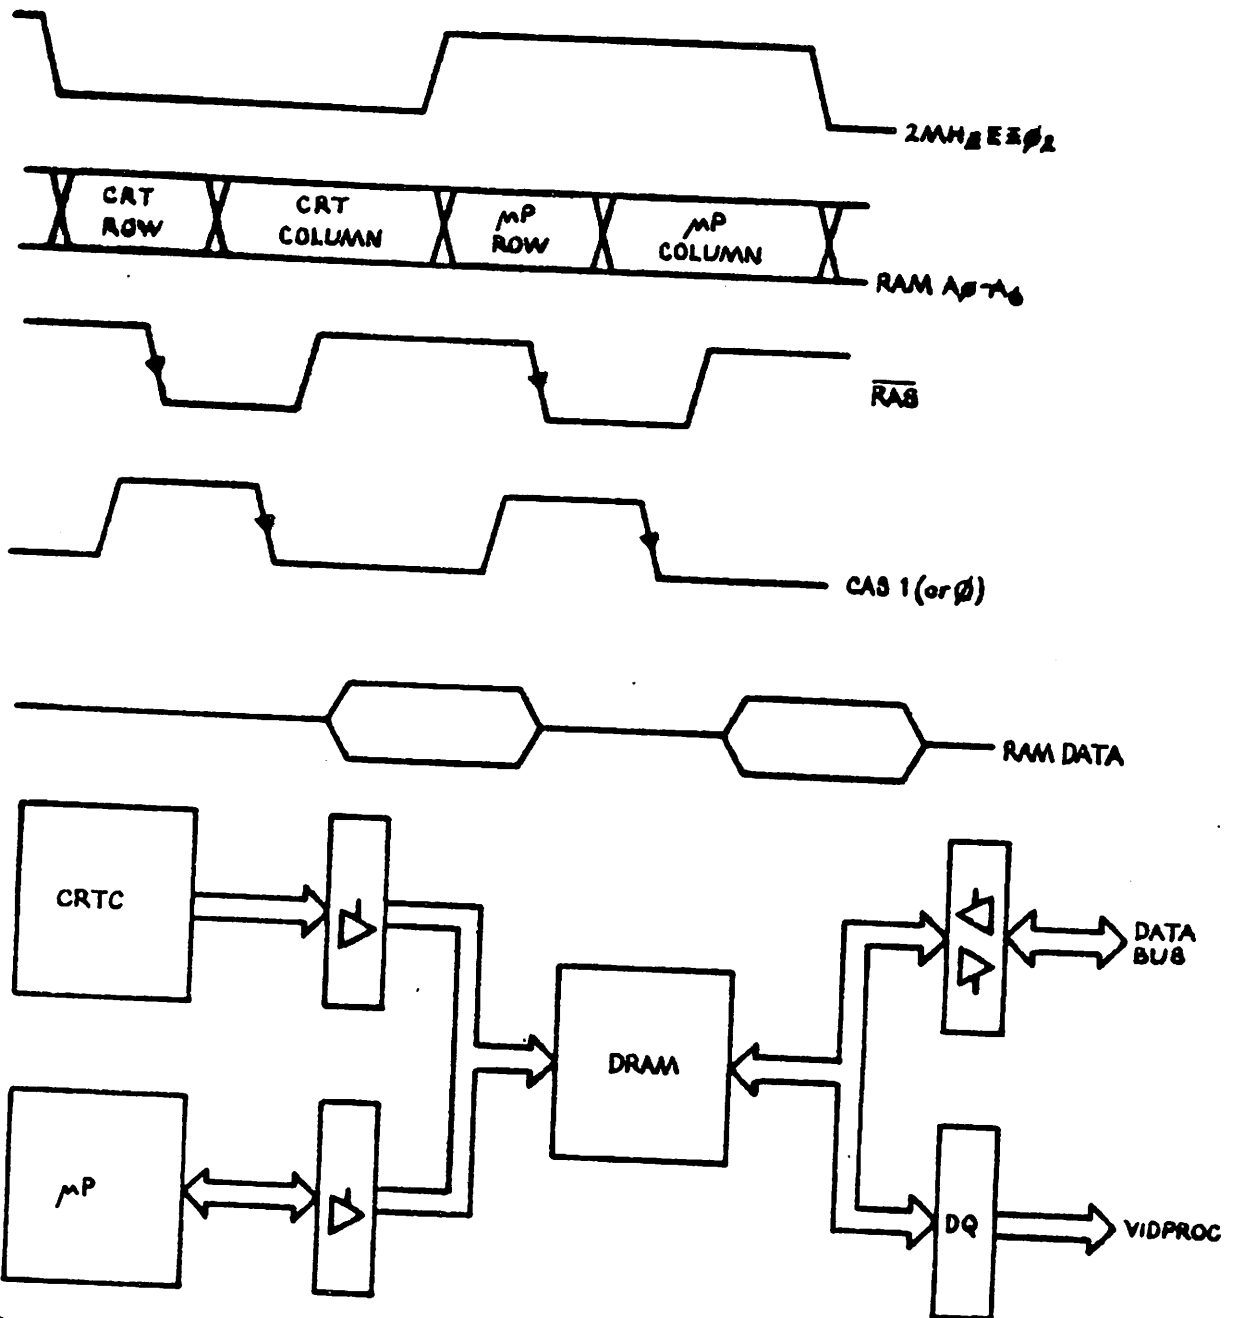 2MHz E ≡ ϕ2
CRT
ROW
CRT
COLUMN
μP
ROW
μP
COLUMN
RAM Aϕ-A6
RAS
CAS 1 (or ϕ)
RAM DATA
CRTC
DATA
BUS
DRAM
μP
DQ
VIDPROC